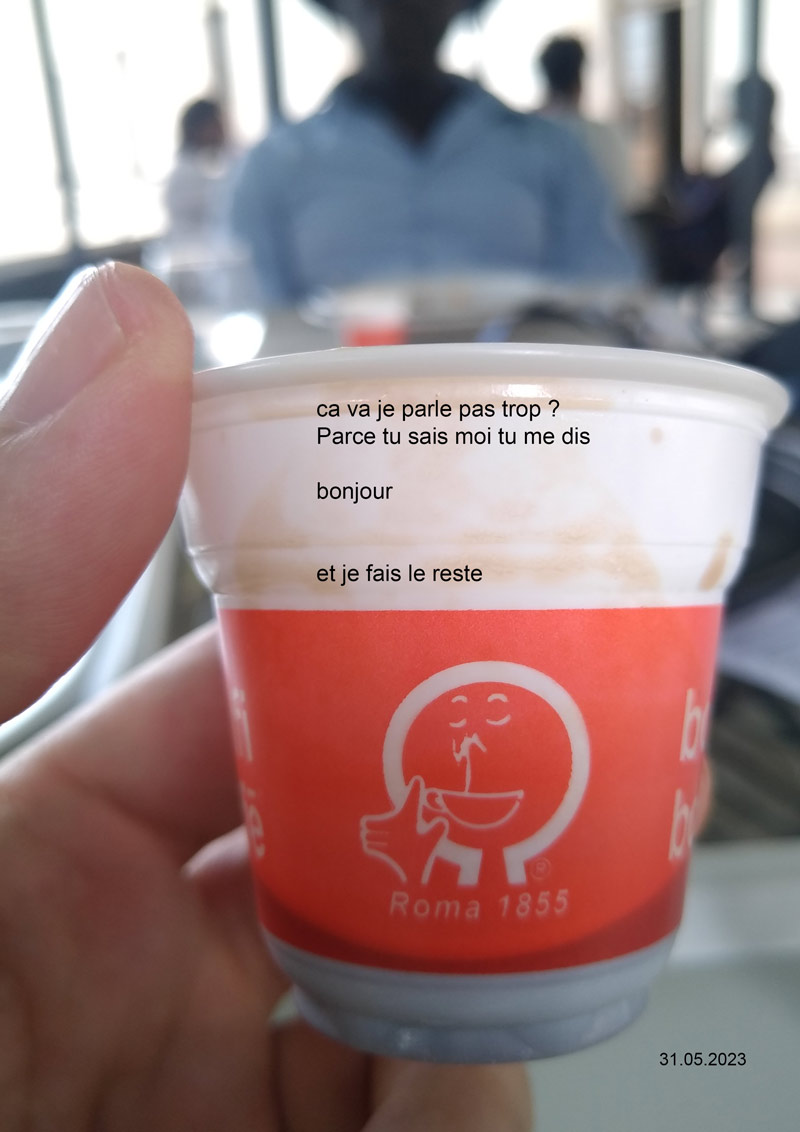 ca va je parle pas trop ?
Parce tu sais moi tu me dis
bonjour
et je fais le reste
Roma 1855
31.05.2023